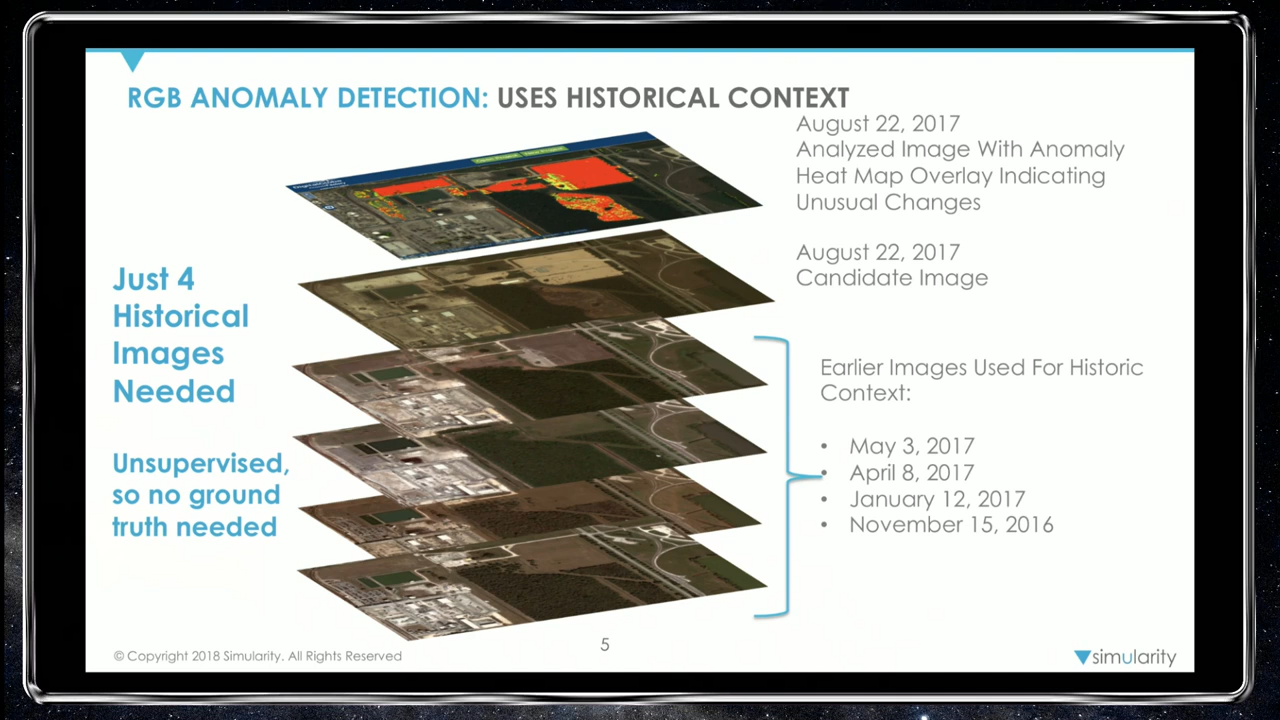 RGB ANOMALY DETECTION: USES HISTORICAL CONTEXT
August 22, 2017
Analyzed Image With Anomaly
Heat Map Overlay Indicating
Unusual Changes
August 22, 2017
Candidate Image
Just 4
Historical
Images
Needed
Unsupervised,
so no ground
truth needed
Earlier Images Used For Historic
Context:
• May 3, 2017
• April 8, 2017
• January 12, 2017
• November 15, 2016
5
© Copyright 2018 Simularity. All Rights Reserved
simularity